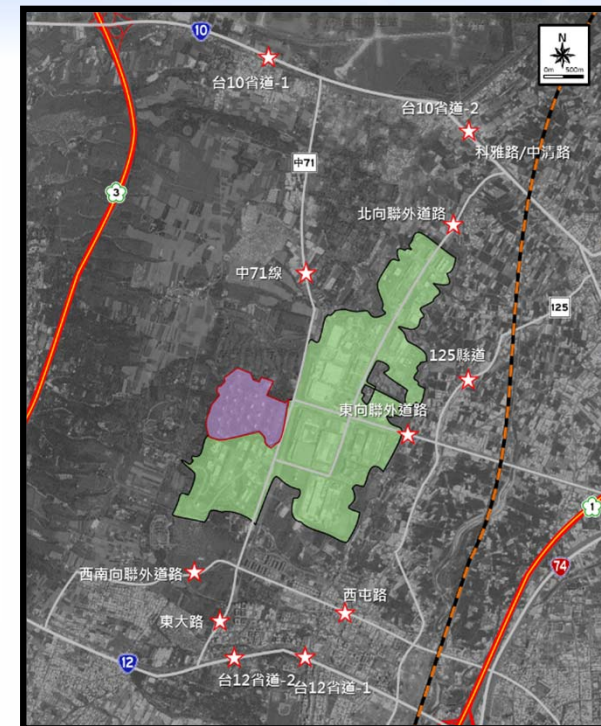 10
N
0m 500m
台10省道-1
台10省道-2
科雅路/中清路
中71
3
北向聯外道路
中71線
125
125縣道
東向聯外道路
1
74
西南向聯外道路
西屯路
東大路
12
台12省道-2
台12省道-1